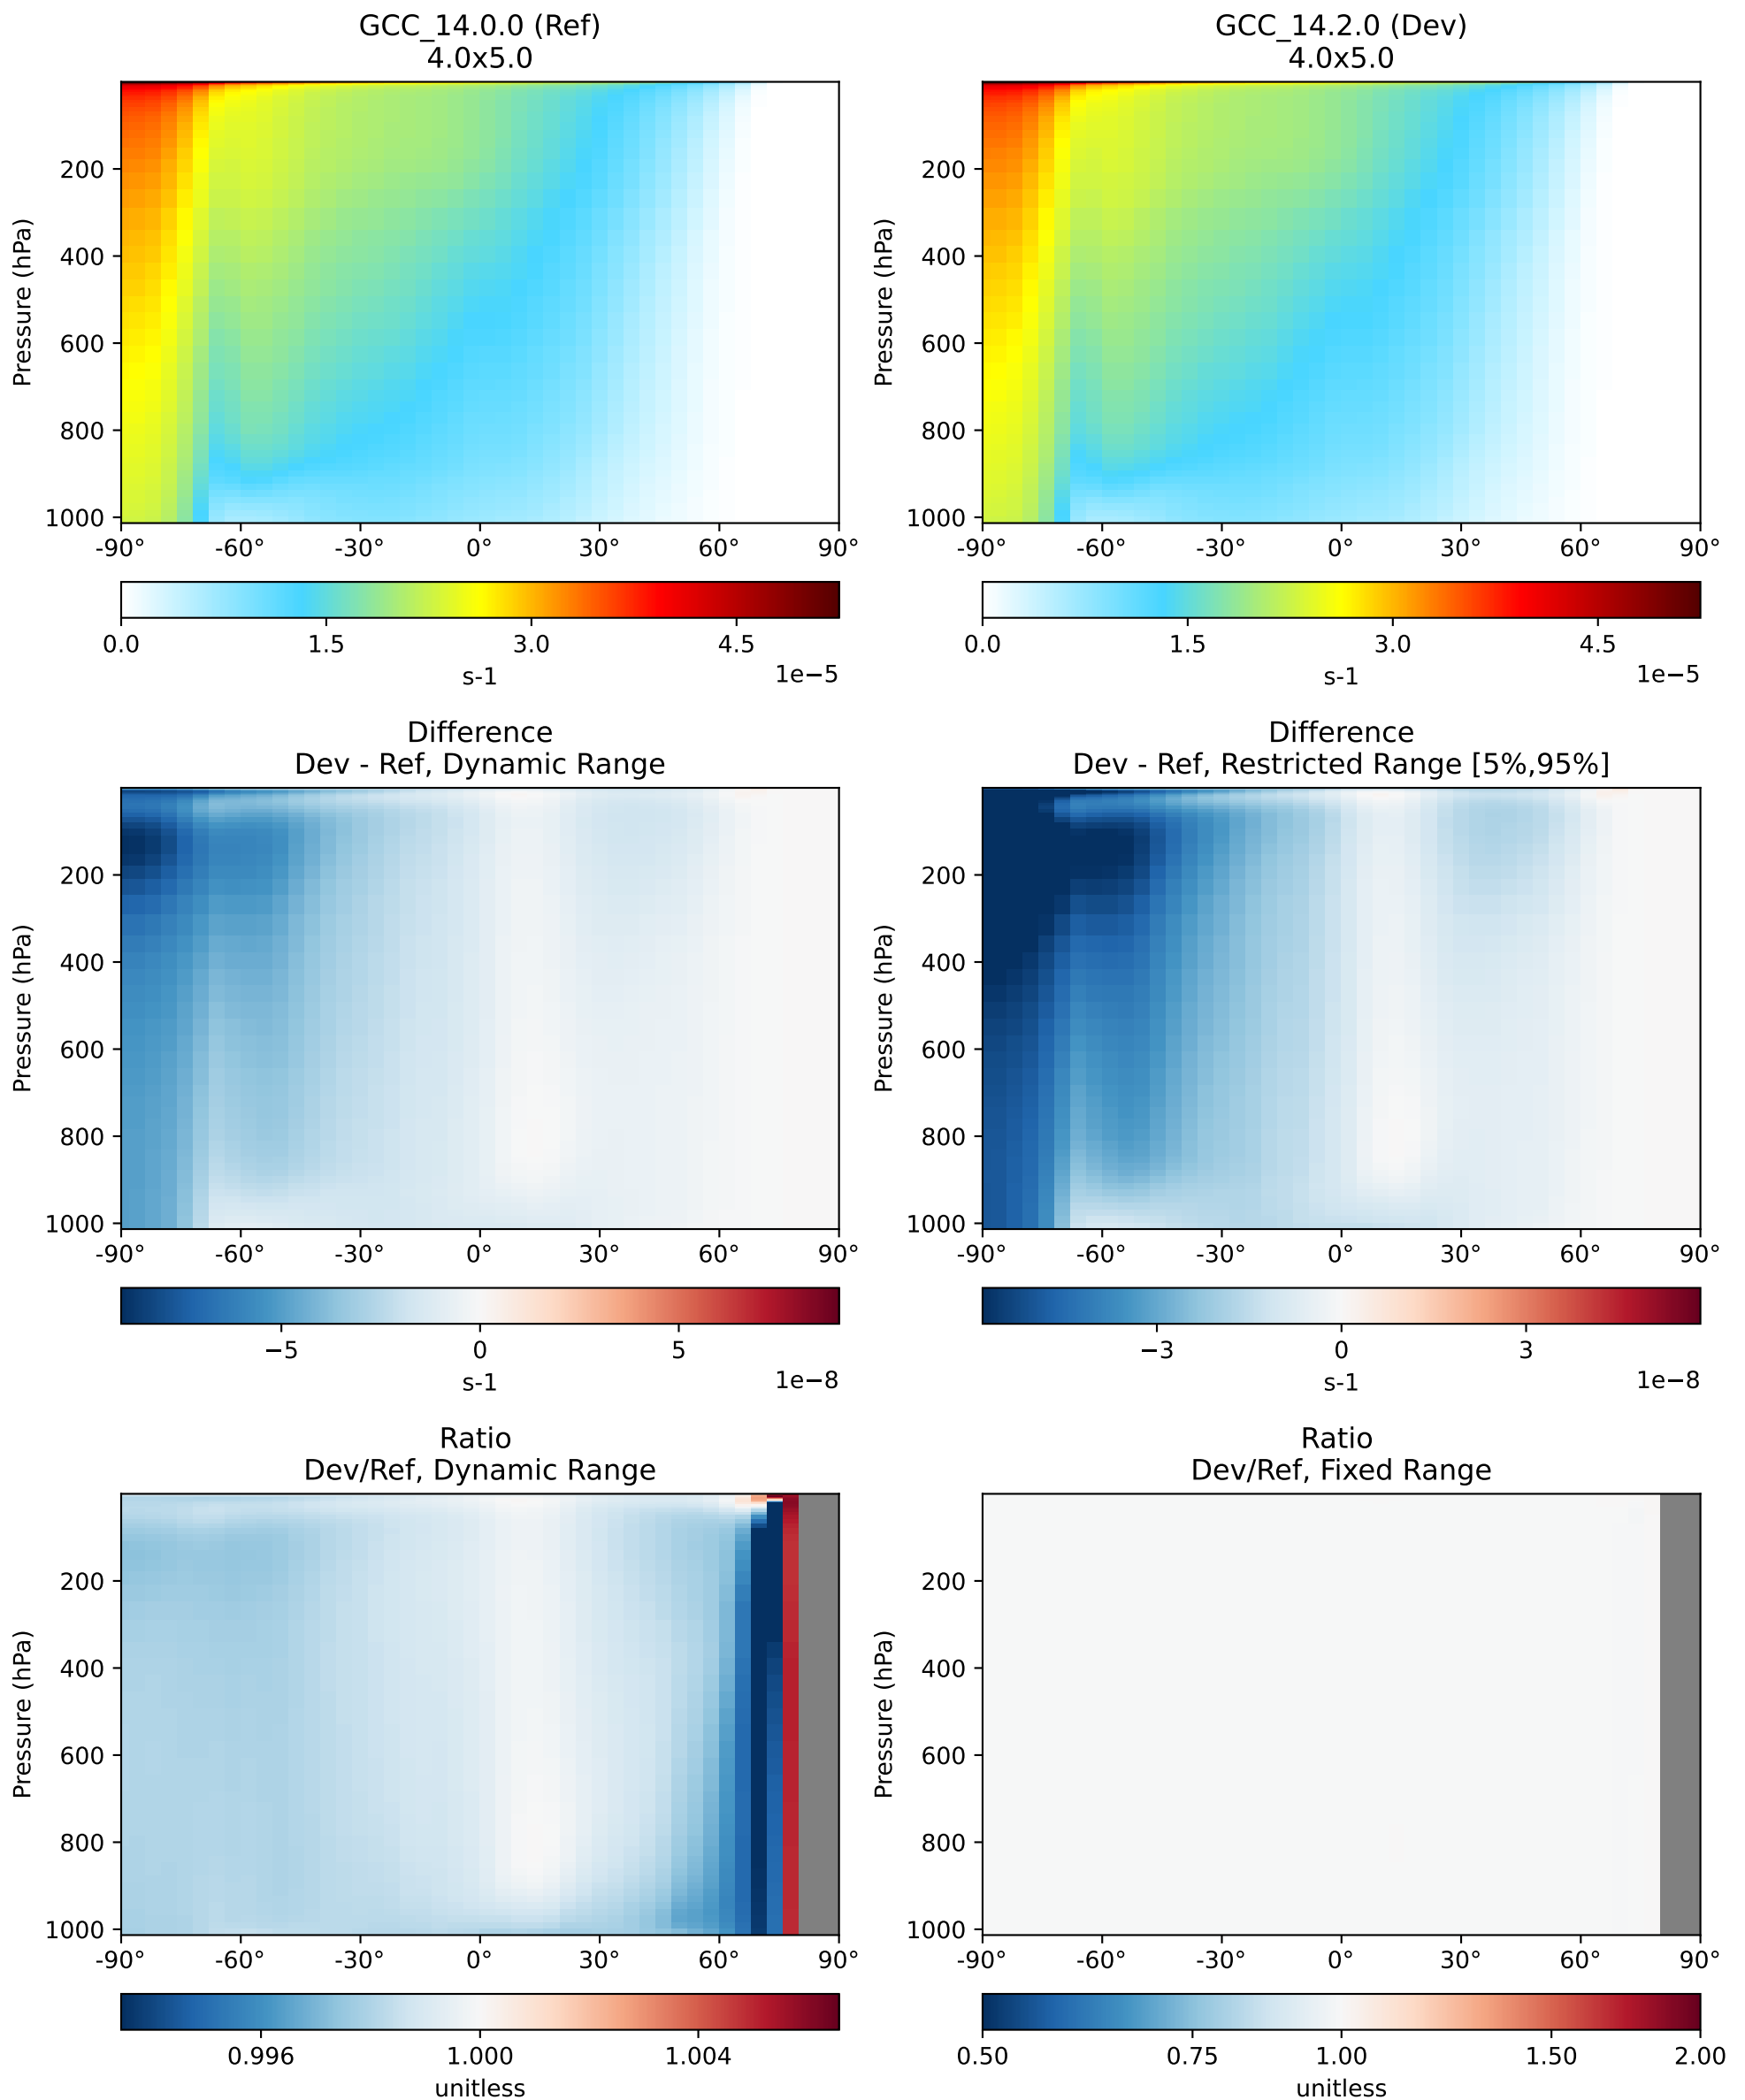 GCC_14.0.0 (Ref)
4.0x5.0
Pressure (hPa)
200
400
600
800
1000
-90° -60° -30° 0° 30° 60° 90°
0.0 1.5 3.0 4.5
s-1
1e−5
GCC_14.2.0 (Dev)
4.0x5.0
Pressure (hPa)
200
400
600
800
1000
-90° -60° -30° 0° 30° 60° 90°
0.0 1.5 3.0 4.5
s-1
1e−5
Difference
Dev - Ref, Dynamic Range
Pressure (hPa)
200
400
600
800
1000
-90° -60° -30° 0° 30° 60° 90°
−5 0 5
s-1
1e−8
Difference
Dev - Ref, Restricted Range [5%,95%]
Pressure (hPa)
200
400
600
800
1000
-90° -60° -30° 0° 30° 60° 90°
−3 0 3
s-1
1e−8
Ratio
Dev/Ref, Dynamic Range
Pressure (hPa)
200
400
600
800
1000
-90° -60° -30° 0° 30° 60° 90°
0.996 1.000 1.004
unitless
Ratio
Dev/Ref, Fixed Range
Pressure (hPa)
200
400
600
800
1000
-90° -60° -30° 0° 30° 60° 90°
0.50 0.75 1.00 1.50 2.00
unitless